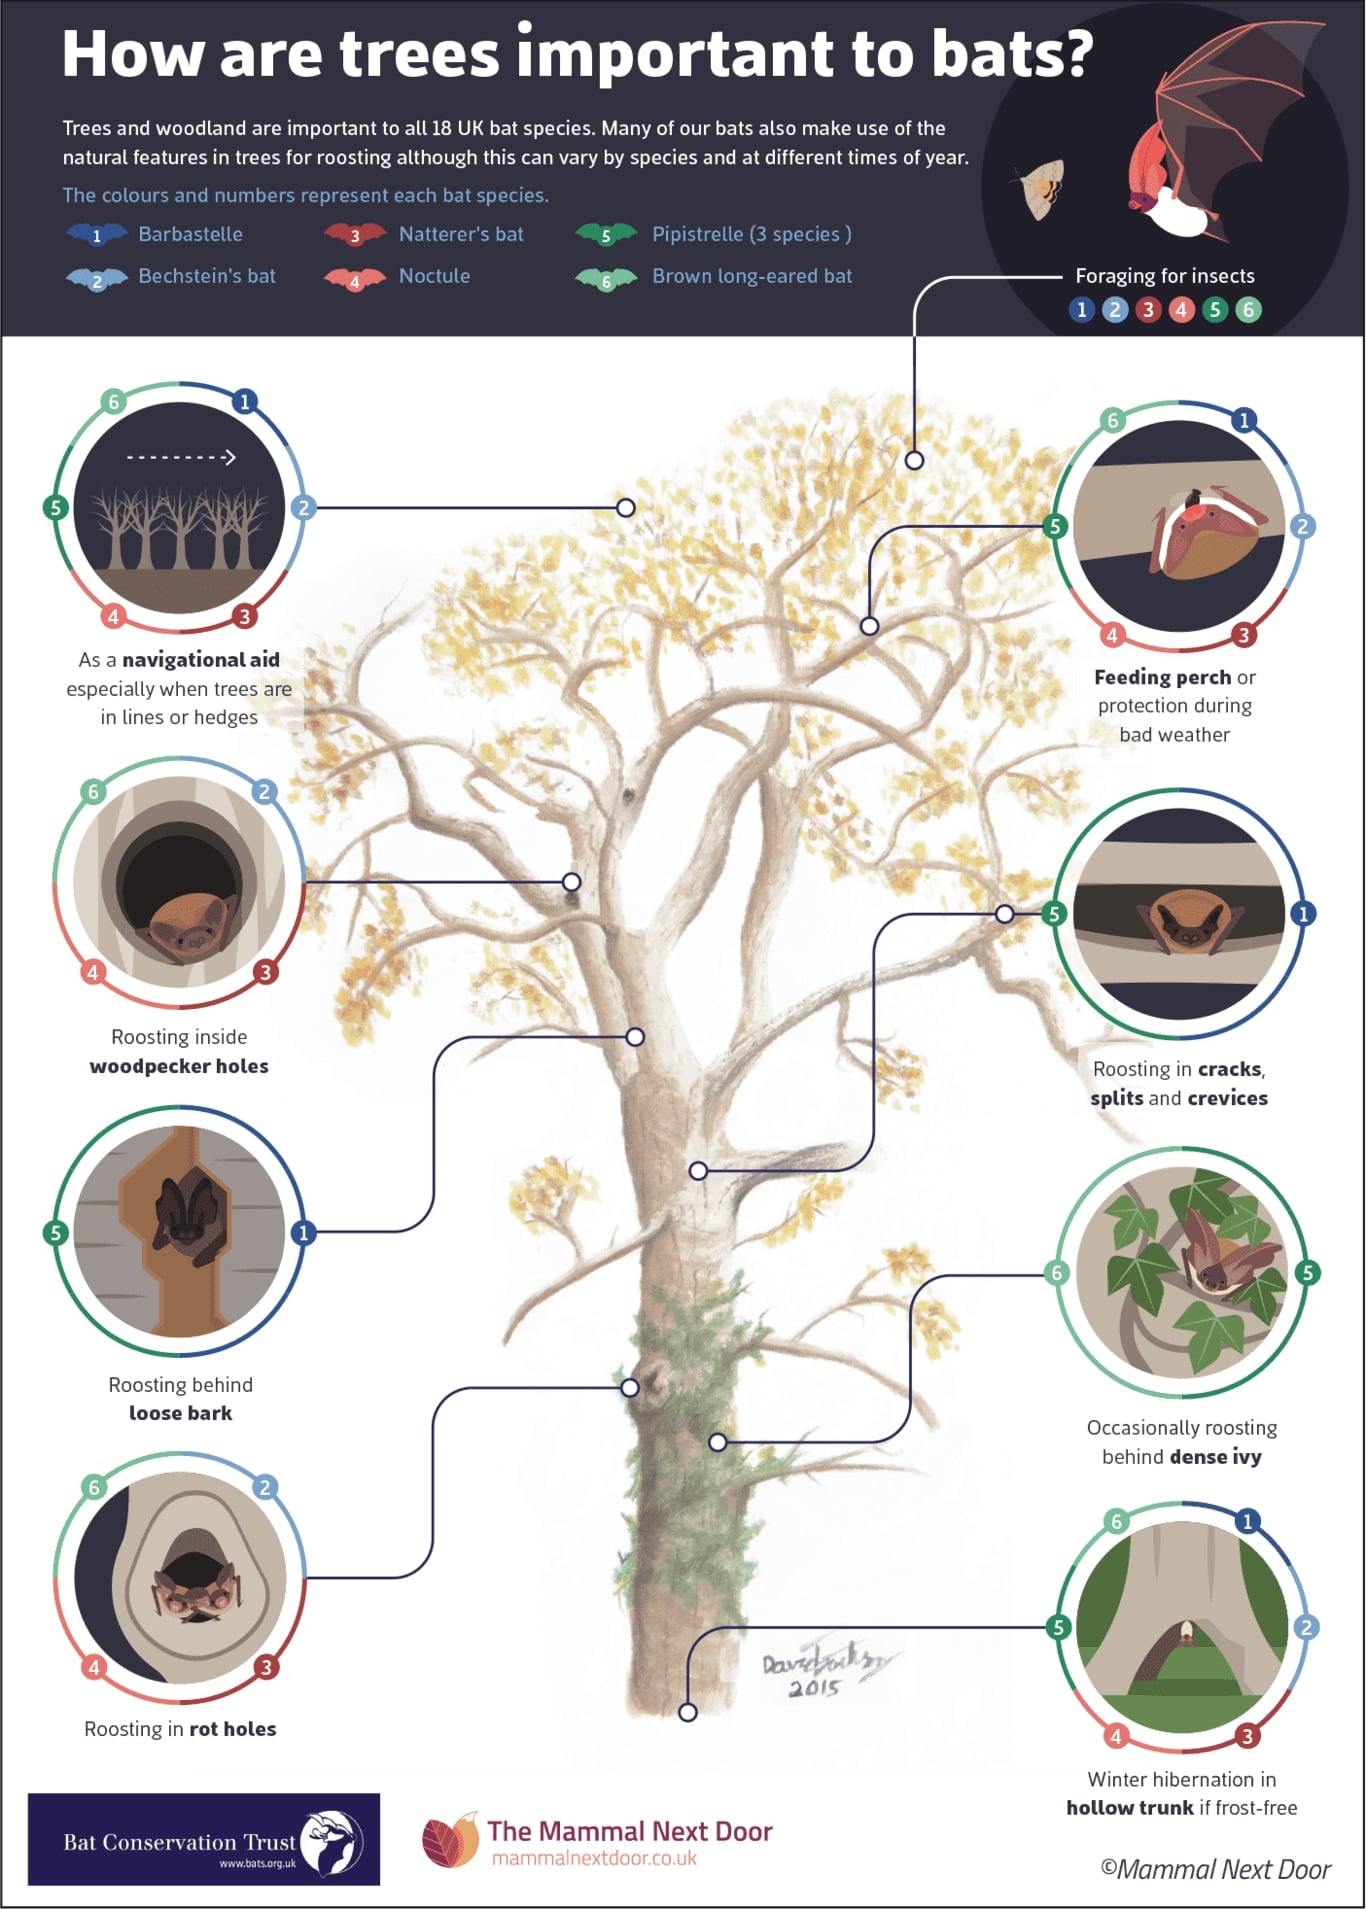 How are trees important to bats?
Trees and woodland are important to all 18 UK bat species. Many of our bats also make use of the
natural features in trees for roosting although this can vary by species and at different times of year.
The colours and numbers represent each bat species.
1 Barbastelle
2 Bechstein's bat
3 Natterer's bat
4 Noctule
5 Pipistrelle (3 species )
6 Brown long-eared bat
Foraging for insects
1 2 3 4 5 6
6 1
5 2
4 3
As a navigational aid
especially when trees are
in lines or hedges
6 1
5 2
4 3
Feeding perch or
protection during
bad weather
6 2
4 3
Roosting inside
woodpecker holes
5 1
Roosting in cracks,
splits and crevices
5 1
Roosting behind
loose bark
6 5
Occasionally roosting
behind dense ivy
6 2
4 3
Roosting in rot holes
6 1
5 2
4 3
Winter hibernation in
hollow trunk if frost-free
2015
Bat Conservation Trust
www.bats.org.uk
The Mammal Next Door
mammalnextdoor.co.uk
©Mammal Next Door